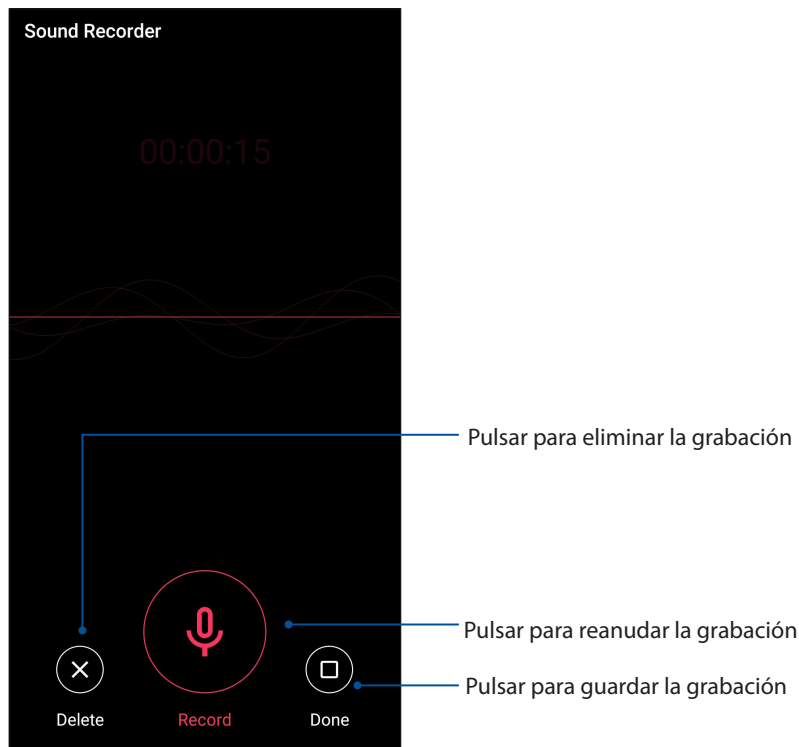 Sound Recorder
00:00:15
Pulsar para eliminar la grabación
Pulsar para reanudar la grabación
Pulsar para guardar la grabación
Delete
Record
Done